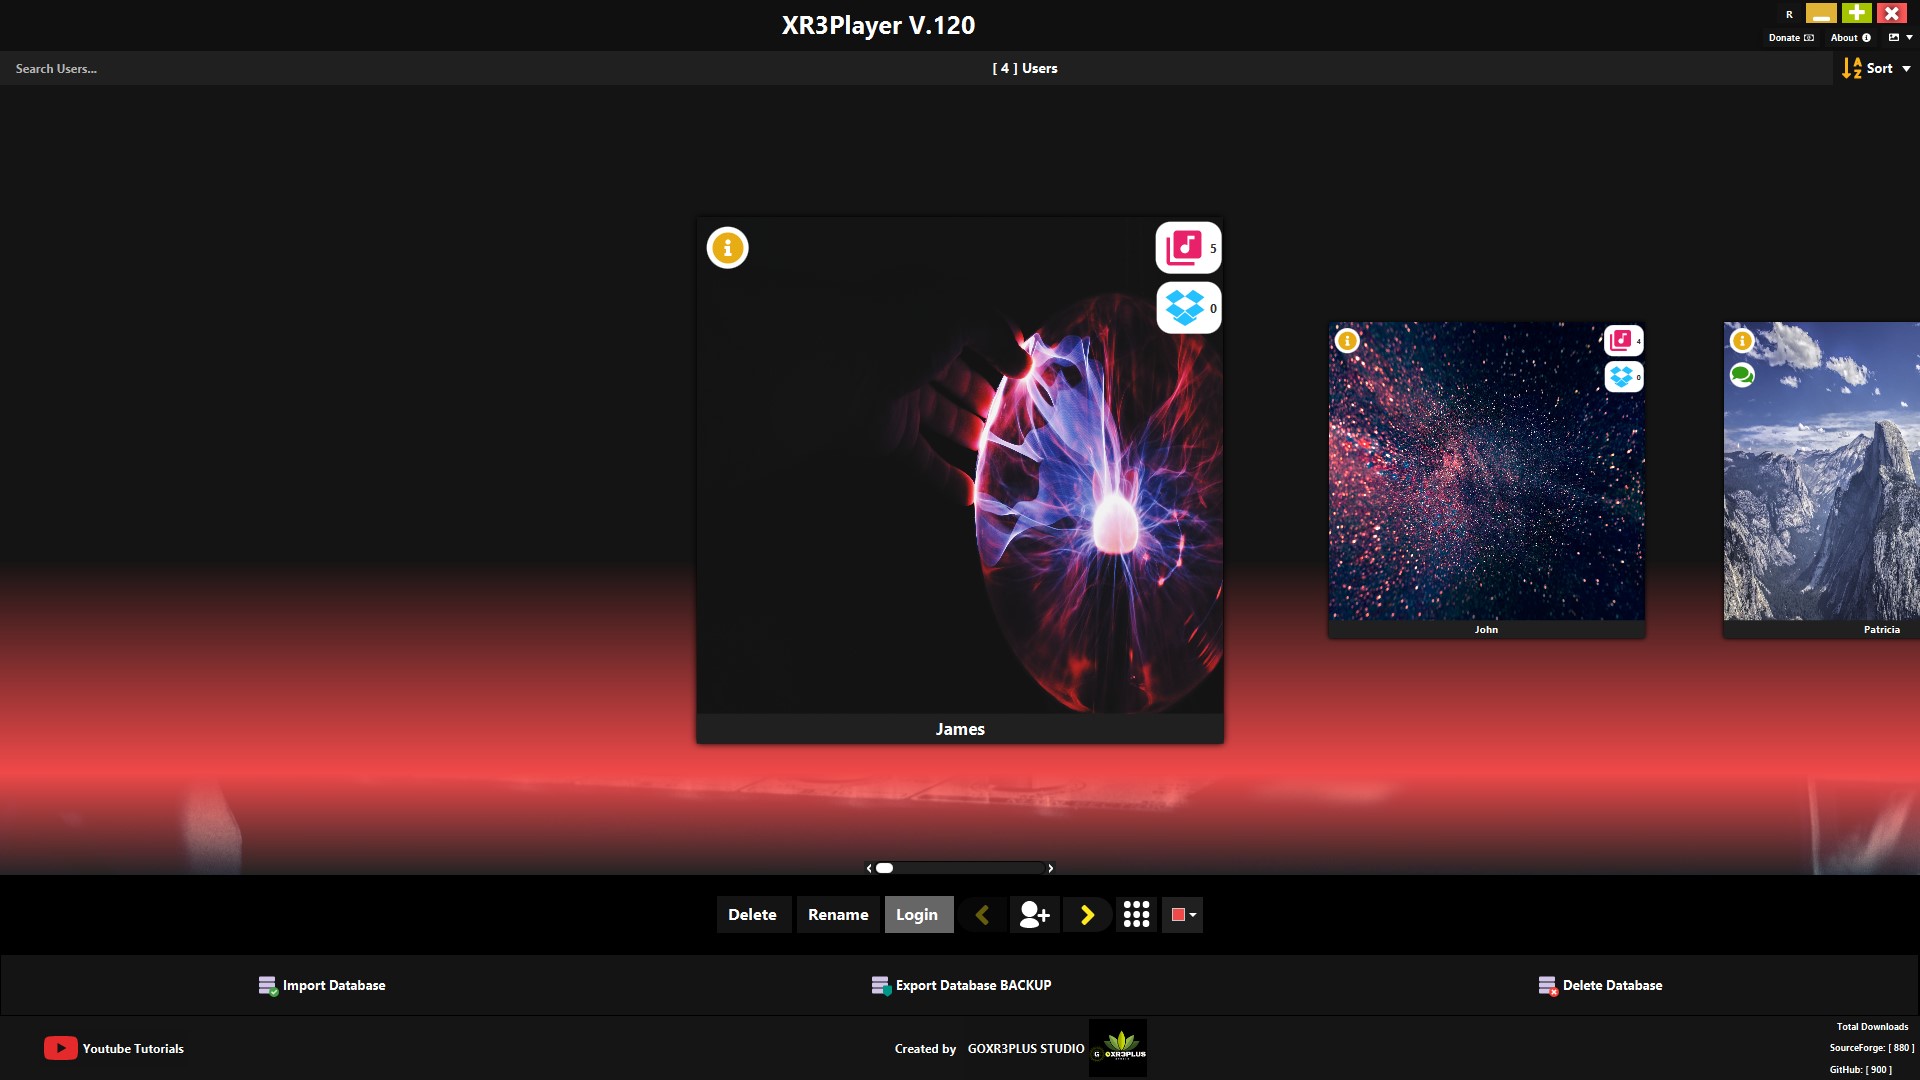 XR3Player V.120
R
Donate
About
Search Users...
[ 4 ] Users
Sort
5
0
James
4
0
John
Patricia
Delete
Rename
Login
Import Database
Export Database BACKUP
Delete Database
Youtube Tutorials
Created by GOXR3PLUS STUDIO
GOXR3PLUS
Total Downloads
SourceForge: [ 880 ]
GitHub: [ 900 ]